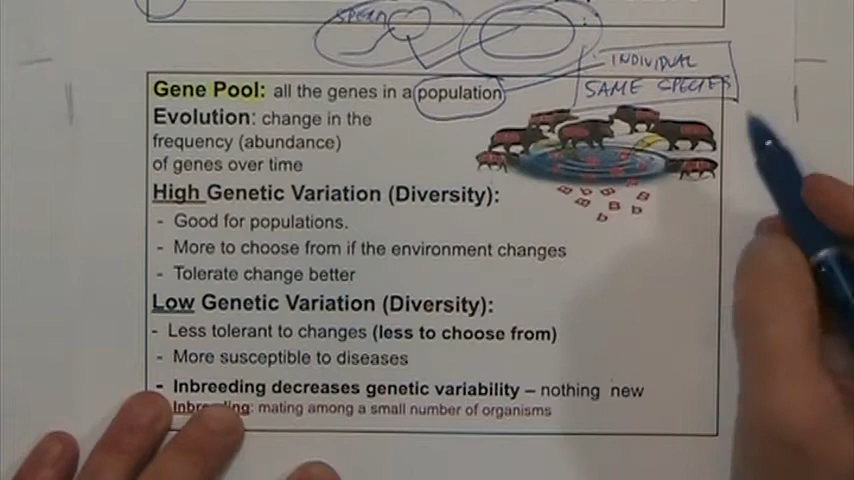 SPERM
INDIVIDUAL
SAME SPECIES
Gene Pool: all the genes in a population
Evolution: change in the
frequency (abundance)
of genes over time
High Genetic Variation (Diversity):
- Good for populations.
- More to choose from if the environment changes
- Tolerate change better
Low Genetic Variation (Diversity):
- Less tolerant to changes (less to choose from)
- More susceptible to diseases
- Inbreeding decreases genetic variability – nothing new
Inbreeding: mating among a small number of organisms